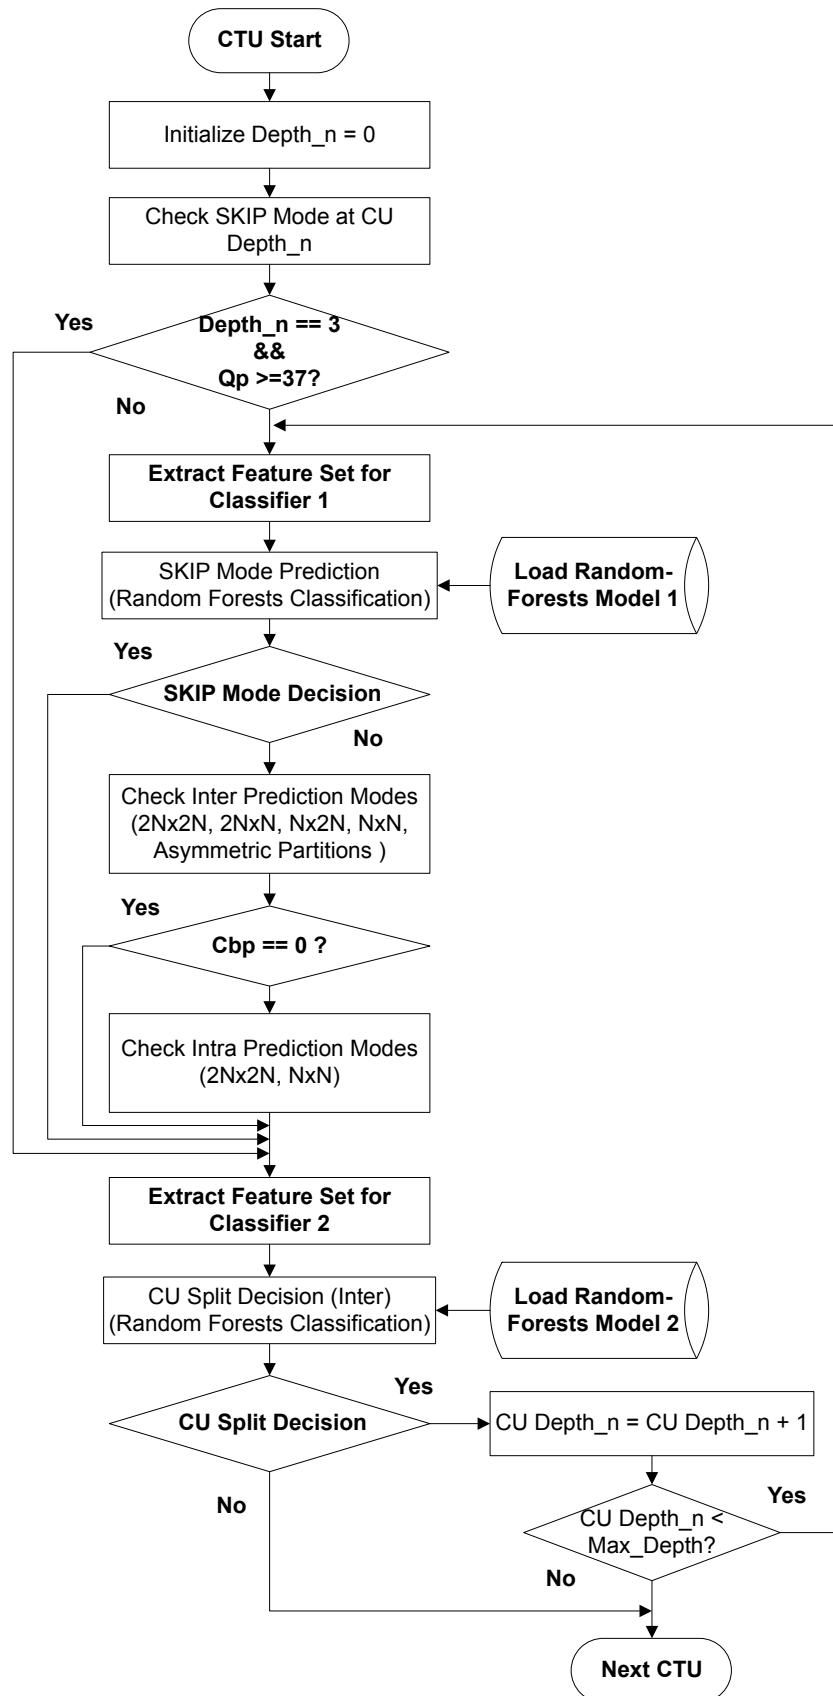 CTU Start
Initialize Depth_n = 0
Check SKIP Mode at CU
Depth_n
Yes
Depth_n == 3
&&
Qp >=37?
No
Extract Feature Set for
Classifier 1
SKIP Mode Prediction
(Random Forests Classification)
Load Random-
Forests Model 1
Yes
SKIP Mode Decision
No
Check Inter Prediction Modes
(2Nx2N, 2NxN, Nx2N, NxN,
Asymmetric Partitions )
Yes
Cbp == 0 ?
Check Intra Prediction Modes
(2Nx2N, NxN)
Extract Feature Set for
Classifier 2
CU Split Decision (Inter)
(Random Forests Classification)
Load Random-
Forests Model 2
Yes
CU Split Decision
CU Depth_n = CU Depth_n + 1
No
Yes
CU Depth_n <
Max_Depth?
No
Next CTU